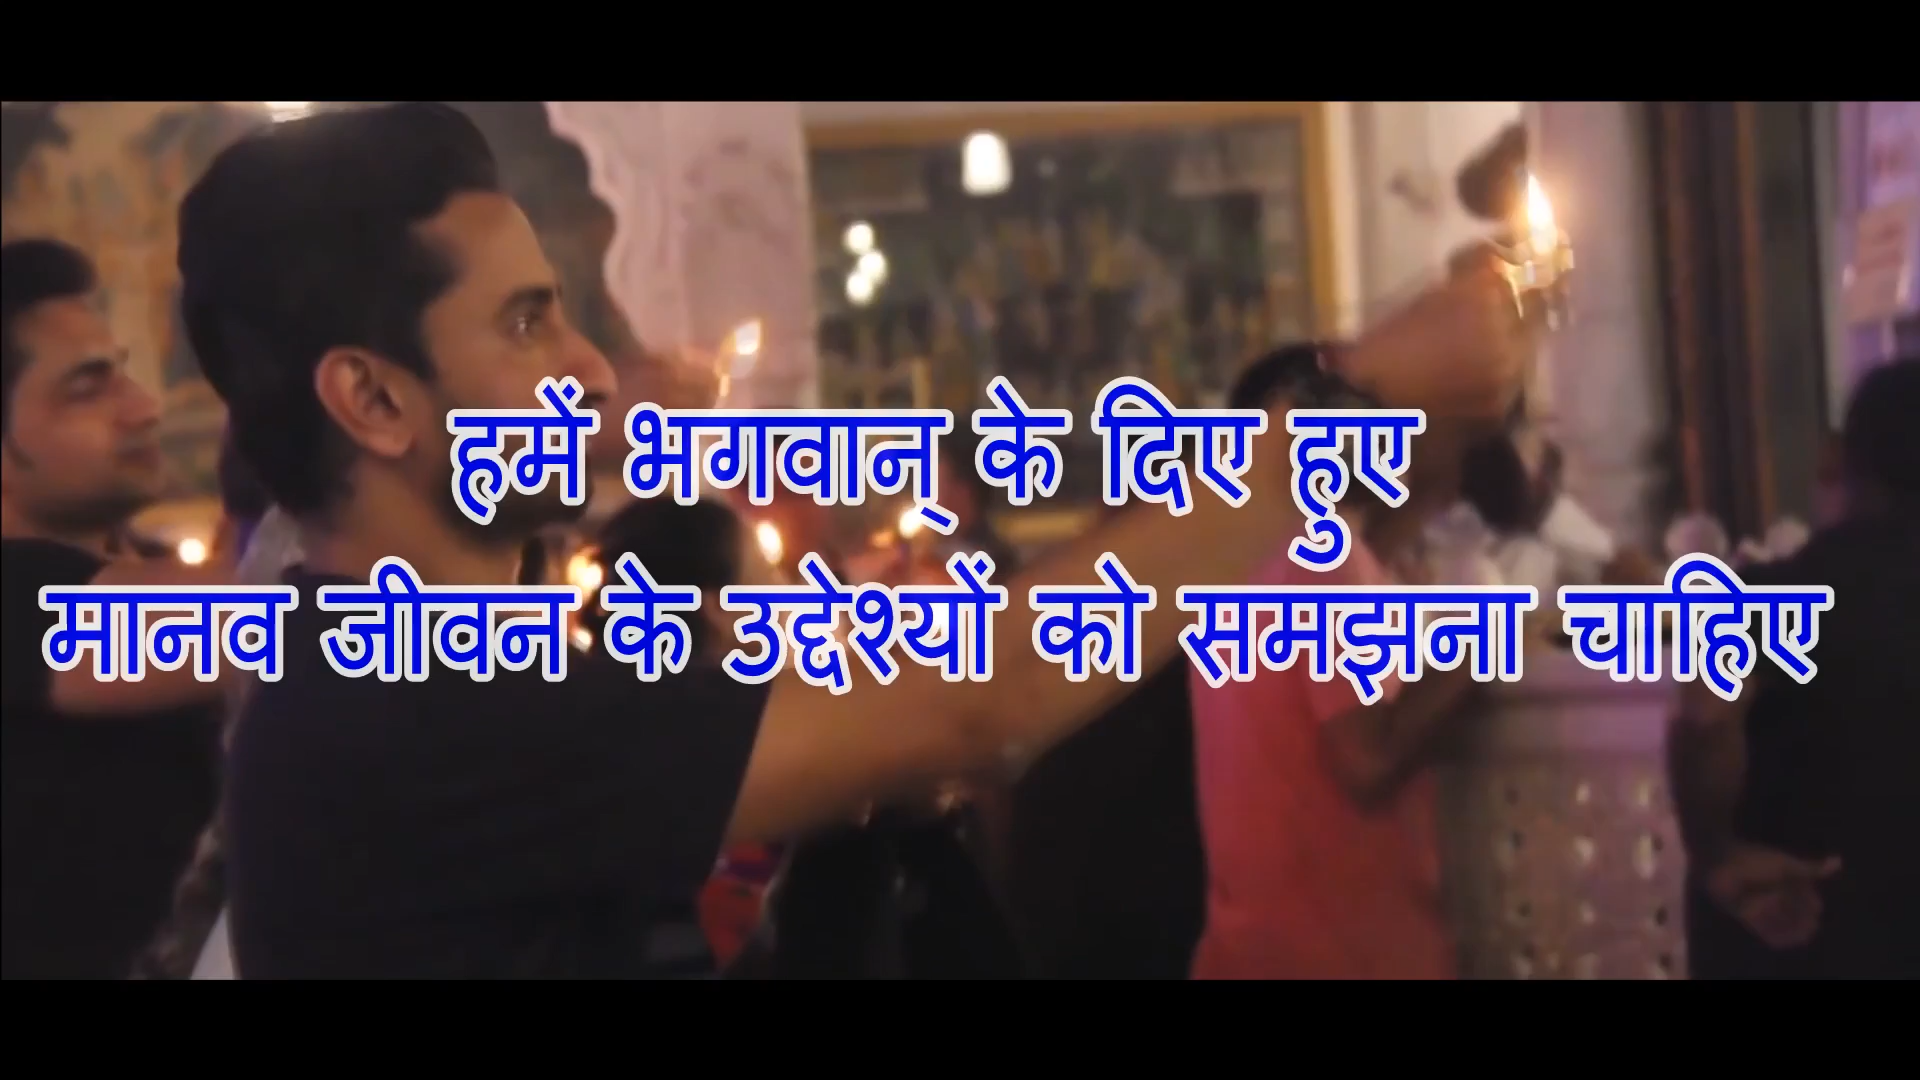 हमें भगवान् के दिए हुए
मानव जीवन के उद्देश्यों को समझना चाहिए